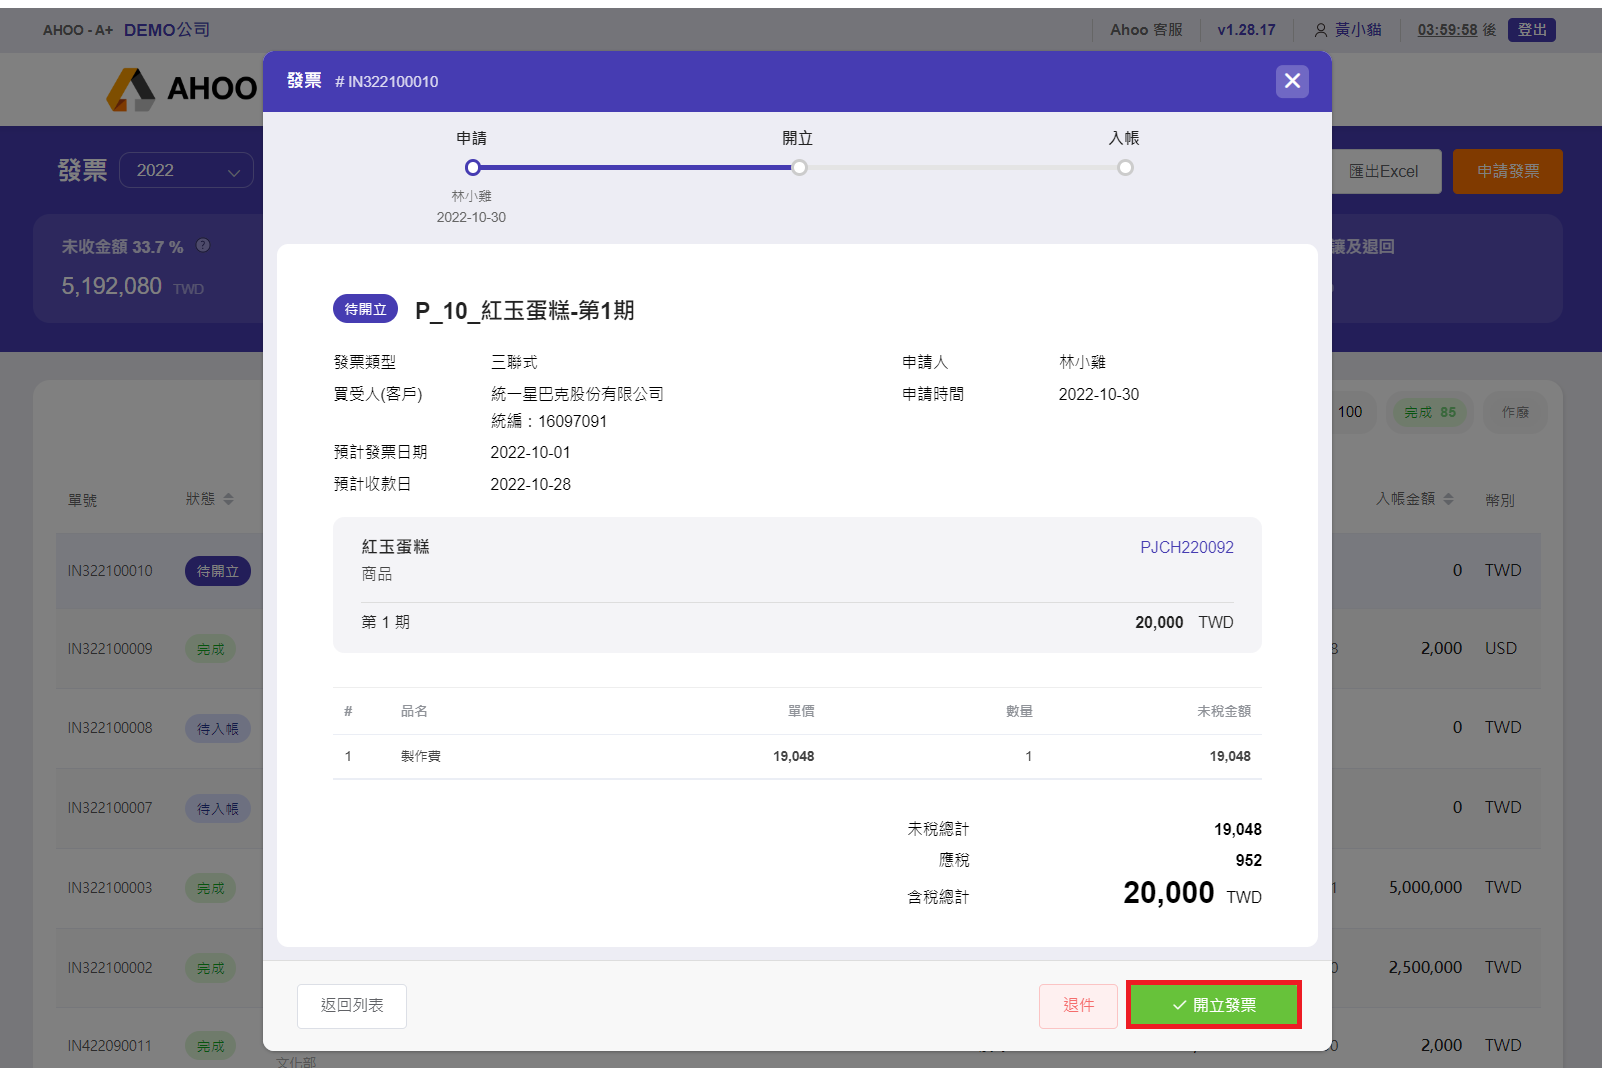 AHOO - A+ DEMO公司
Ahoo 客服 v1.28.17 黃小貓 03:59:58 後 登出
AHOO
發票 2022
匯出Excel 申請發票
未收金額 33.7 %
5,192,080 TWD
讓及退回
100 完成 85 作廢
單號 狀態 入帳金額 幣別
IN322100010 待開立 0 TWD
IN322100009 完成 2,000 USD
IN322100008 待入帳 0 TWD
IN322100007 待入帳 0 TWD
IN322100003 完成 5,000,000 TWD
IN322100002 完成 2,500,000 TWD
IN422090011 完成 2,000 TWD
文化部
發票 # IN322100010
申請 開立 入帳
林小雞
2022-10-30
待開立 P_10_紅玉蛋糕-第1期
發票類型 三聯式 申請人 林小雞
買受人(客戶) 統一星巴克股份有限公司 申請時間 2022-10-30
統編：16097091
預計發票日期 2022-10-01
預計收款日 2022-10-28
紅玉蛋糕 PJCH220092
商品
第 1 期 20,000 TWD
# 品名 單價 數量 未稅金額
1 製作費 19,048 1 19,048
未稅總計 19,048
應稅 952
含稅總計 20,000 TWD
返回列表 退件 開立發票